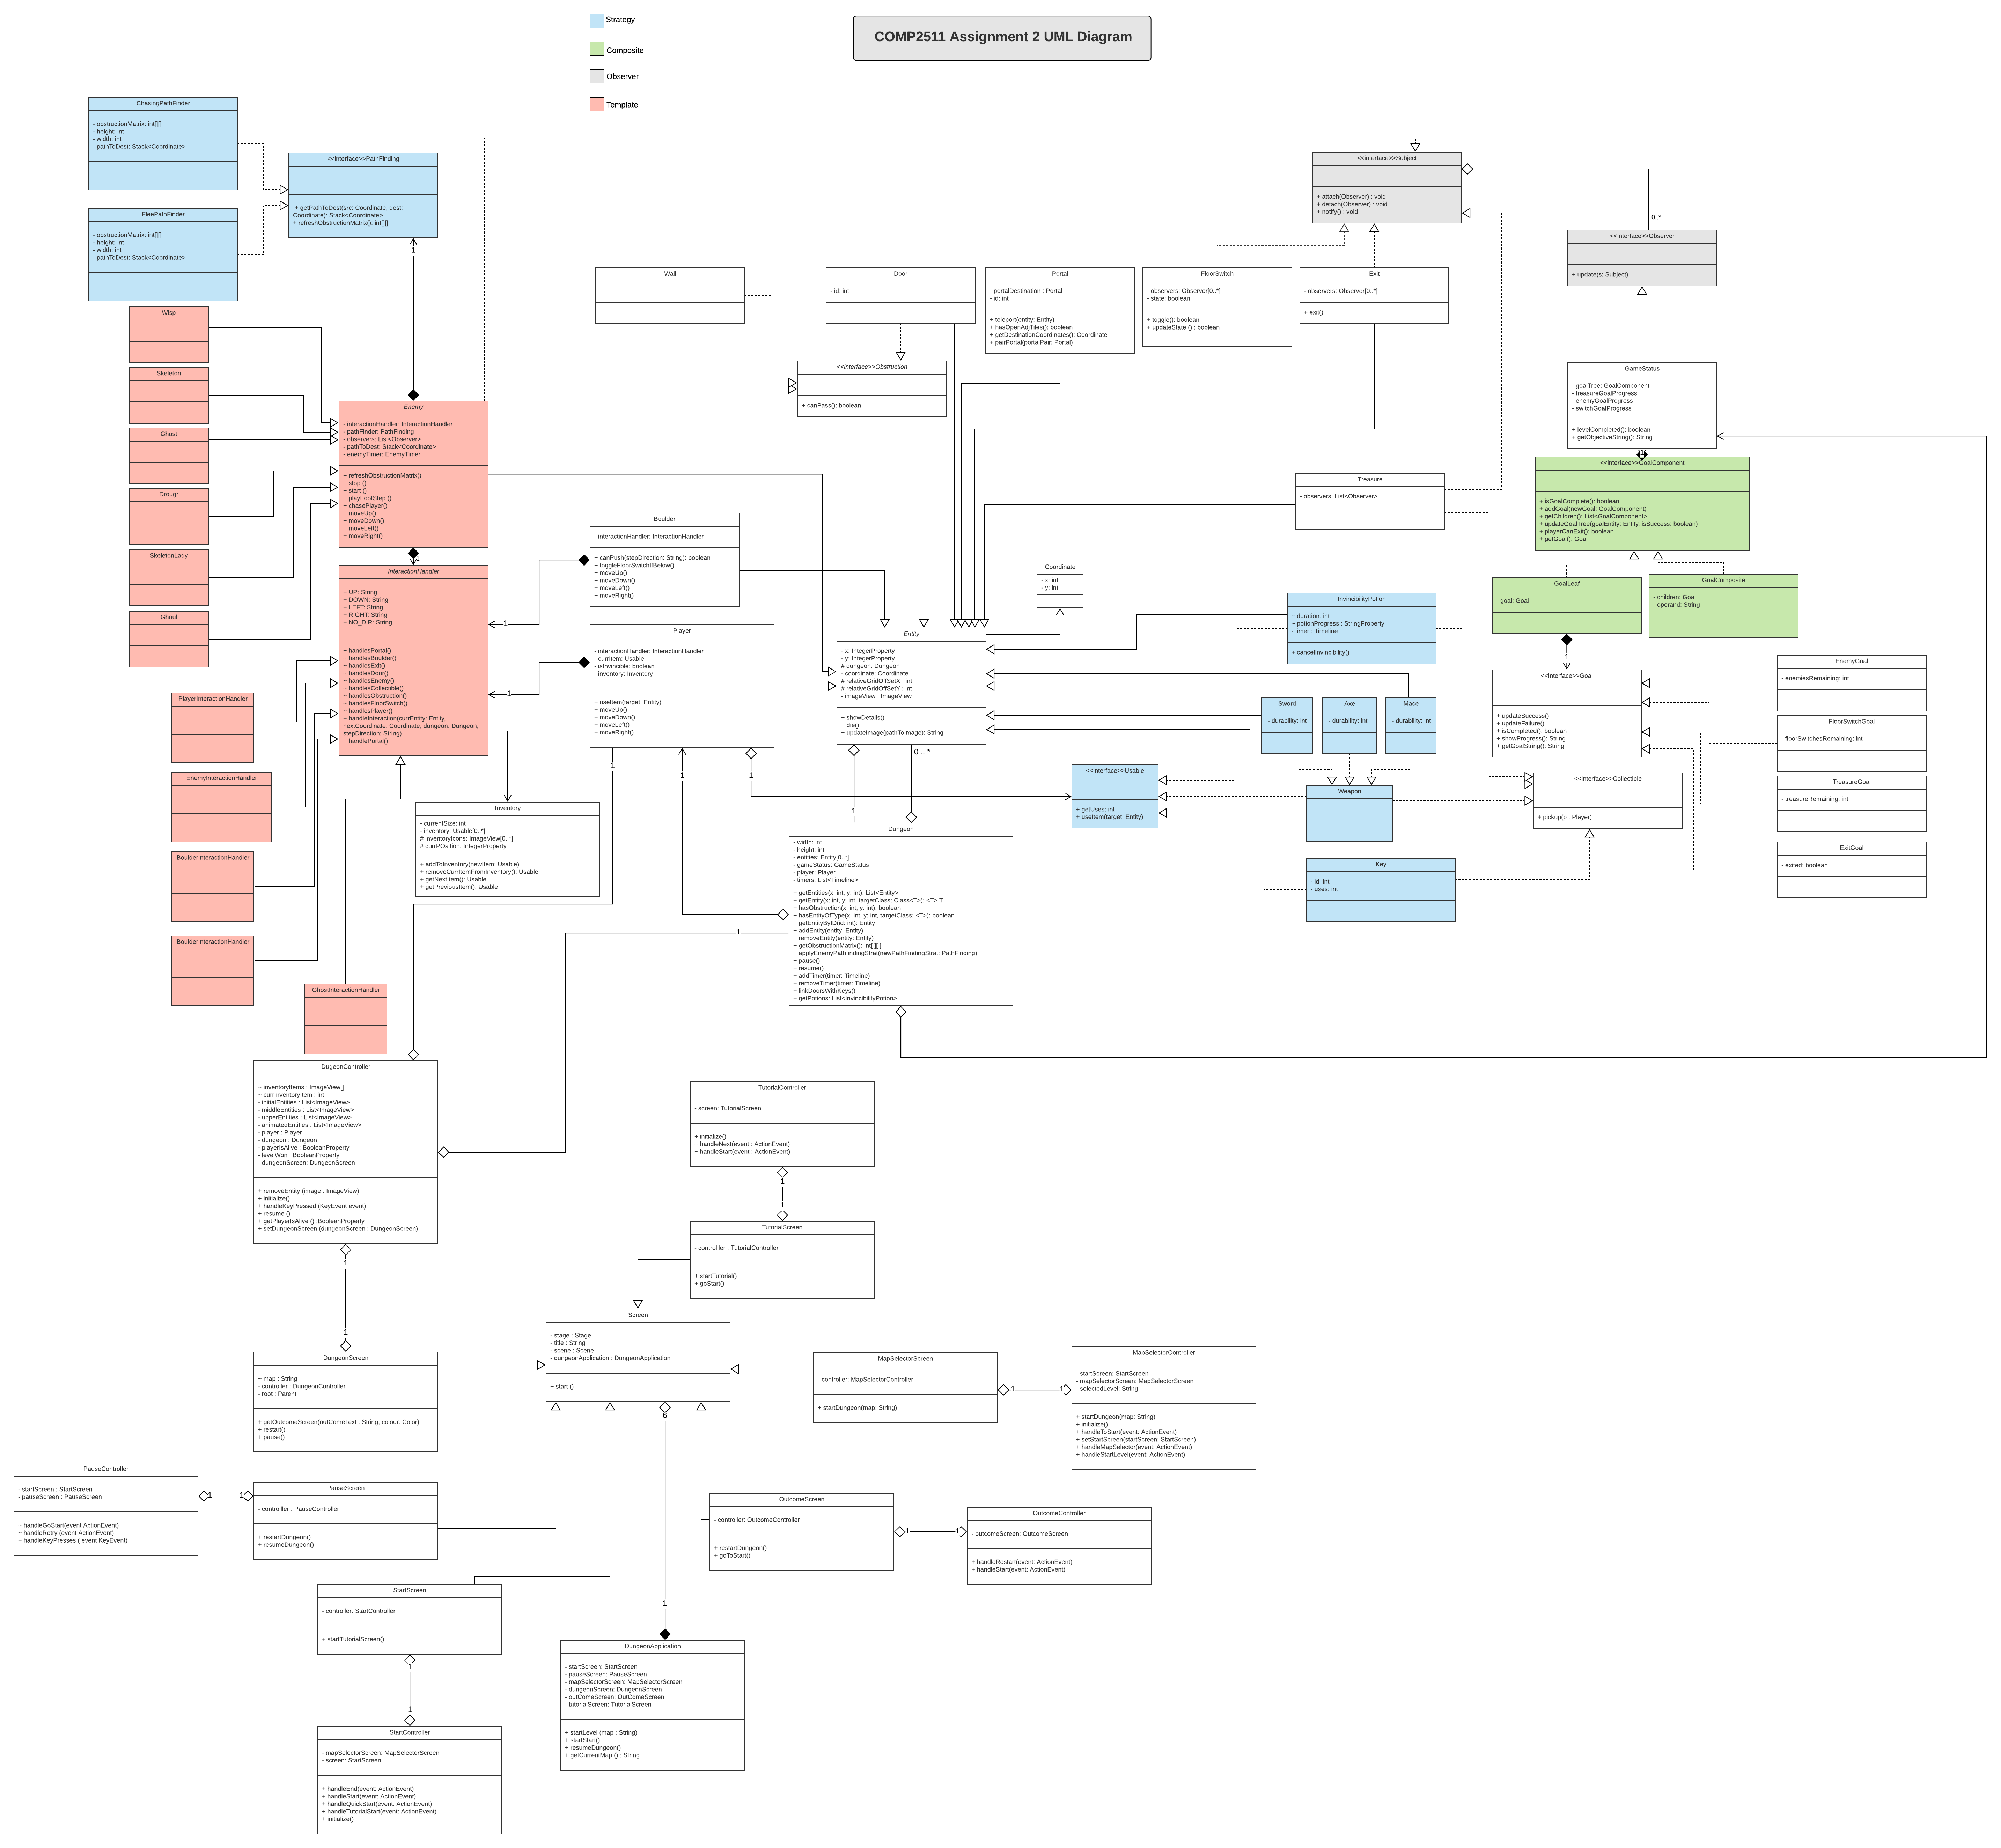 Strategy
COMP2511 Assignment 2 UML Diagram
Composite
Observer
Template
ChasingPathFinder
- obstructionMatrix: int[][]
- height: int
- width: int
- pathToDest: Stack<Coordinate>
<<interface>>PathFinding
+ getPathToDest(src: Coordinate, dest:
Coordinate): Stack<Coordinate>
+ refreshObstructionMatrix(): int[][]
1
FleePathFinder
- obstructionMatrix: int[][]
- height: int
- width: int
- pathToDest: Stack<Coordinate>
<<interface>>Subject
+ attach(Observer) : void
+ detach(Observer) : void
+ notify() : void
0..*
<<interface>>Observer
+ update(s: Subject)
Wall
Door
- id: int
Portal
- portalDestination : Portal
- id: int
+ teleport(entity: Entity)
+ hasOpenAdjTiles(): boolean
+ getDestinationCoordinates(): Coordinate
+ pairPortal(portalPair: Portal)
FloorSwitch
- observers: Observer[0..*]
- state: boolean
+ toggle(): boolean
+ updateState () : boolean
Exit
- observers: Observer[0..*]
+ exit()
<<interface>>Obstruction
+ canPass(): boolean
GameStatus
- goalTree: GoalComponent
- treasureGoalProgress
- enemyGoalProgress
- switchGoalProgress
+ levelCompleted(): boolean
+ getObjectiveString(): String
Wisp
Skeleton
Ghost
Drougr
SkeletonLady
Ghoul
Enemy
- interactionHandler: InteractionHandler
- pathFinder: PathFinding
- observers: List<Observer>
- pathToDest: Stack<Coordinate>
- enemyTimer: EnemyTimer
+ refreshObstructionMatrix()
+ stop ()
+ start ()
+ playFootStep ()
+ chasePlayer()
+ moveUp()
+ moveDown()
+ moveLeft()
+ moveRight()
<<interface>>GoalComponent
+ isGoalComplete(): boolean
+ addGoal(newGoal: GoalComponent)
+ getChildren(): List<GoalComponent>
+ updateGoalTree(goalEntity: Entity, isSuccess: boolean)
+ playerCanExit(): boolean
+ getGoal(): Goal
Treasure
- observers: List<Observer>
Boulder
- interactionHandler: InteractionHandler
+ canPush(stepDirection: String): boolean
+ toggleFloorSwitchIfBelow()
+ moveUp()
+ moveDown()
+ moveLeft()
+ moveRight()
1
Coordinate
- x: int
- y: int
InteractionHandler
+ UP: String
+ DOWN: String
+ LEFT: String
+ RIGHT: String
+ NO_DIR: String
~ handlesPortal()
~ handlesBoulder()
~ handlesExit()
~ handlesDoor()
~ handlesEnemy()
~ handlesCollectible()
~ handlesObstruction()
~ handlesFloorSwitch()
~ handlesPlayer()
+ handleInteraction(currEntity: Entity,
nextCoordinate: Coordinate, dungeon: Dungeon,
stepDirection: String)
+ handlePortal()
GoalLeaf
- goal: Goal
1
GoalComposite
- children: Goal
- operand: String
InvincibilityPotion
~ duration: int
~ potionProgress : StringProperty
- timer : Timeline
+ cancelInvincibility()
Player
- interactionHandler: InteractionHandler
- currItem: Usable
- isInvincible: boolean
- inventory: Inventory
+ useItem(target: Entity)
+ moveUp()
+ moveDown()
+ moveLeft()
+ moveRight()
1
Entity
- x: IntegerProperty
- y: IntegerProperty
# dungeon: Dungeon
- coordinate: Coordinate
# relativeGridOffSetX : int
# relativeGridOffSetY : int
- imageView : ImageView
+ showDetails()
+ die()
+ updateImage(pathToImage): String
0 .. *
1
1
1
1
<<interface>>Goal
+ updateSuccess()
+ updateFailure()
+ isCompleted(): boolean
+ showProgress(): String
+ getGoalString(): String
EnemyGoal
- enemiesRemaining: int
FloorSwitchGoal
- floorSwitchesRemaining: int
TreasureGoal
- treasureRemaining: int
ExitGoal
- exited: boolean
PlayerInteractionHandler
EnemyInteractionHandler
BoulderInteractionHandler
BoulderInteractionHandler
GhostInteractionHandler
Sword
- durability: int
Axe
- durability: int
Mace
- durability: int
<<interface>>Usable
+ getUses: int
+ useItem(target: Entity)
Weapon
<<interface>>Collectible
+ pickup(p : Player)
Key
- id: int
- uses: int
Inventory
- currentSize: int
- inventory: Usable[0..*]
# inventoryIcons: ImageView[0..*]
# currPOsition: IntegerProperty
+ addToInventory(newItem: Usable)
+ removeCurrItemFromInventory(): Usable
+ getNextItem(): Usable
+ getPreviousItem(): Usable
Dungeon
- width: int
- height: int
- entities: Entity[0..*]
- gameStatus: GameStatus
- player: Player
- timers: List<Timeline>
+ getEntities(x: int, y: int): List<Entity>
+ getEntity(x: int, y: int, targetClass: Class<T>): <T> T
+ hasObstruction(x: int, y: int): boolean
+ hasEntityOfType(x: int, y: int, targetClass: <T>): boolean
+ getEntityByID(id: int): Entity
+ addEntity(entity: Entity)
+ removeEntity(entity: Entity)
+ getObstructionMatrix(): int[ ][ ]
+ applyEnemyPathfindingStrat(newPathFindingStrat: PathFinding)
+ pause()
+ resume()
+ addTimer(timer: Timeline)
+ removeTimer(timer: Timeline)
+ linkDoorsWithKeys()
+ getPotions: List<InvincibilityPotion>
1
DugeonController
~ inventoryItems : ImageView[]
~ currInventoryItem : int
- initialEntities : List<ImageView>
- middleEntities : List<ImageView>
- upperEntities : List<ImageView>
- animatedEntities : List<ImageView>
- player : Player
- dungeon : Dungeon
- playerIsAlive : BooleanProperty
- levelWon : BooleanProperty
- dungeonScreen: DungeonScreen
+ removeEntity (image : ImageView)
+ initialize()
+ handleKeyPressed (KeyEvent event)
+ resume ()
+ getPlayerIsAlive () :BooleanProperty
+ setDungeonScreen (dungeonScreen : DungeonScreen)
1
1
TutorialController
- screen: TutorialScreen
+ initialize()
~ handleNext(event : ActionEvent)
~ handleStart(event : ActionEvent)
1
1
TutorialScreen
- controlller : TutorialController
+ startTutorial()
+ goStart()
Screen
- stage : Stage
- title : String
- scene : Scene
- dungeonApplication : DungeonApplication
+ start ()
6
1
DungeonScreen
~ map : String
- controller : DungeonController
- root : Parent
+ getOutcomeScreen(outComeText : String, colour: Color)
+ restart()
+ pause()
MapSelectorScreen
- controller: MapSelectorController
+ startDungeon(map: String)
1
1
MapSelectorController
- startScreen: StartScreen
- mapSelectorScreen: MapSelectorScreen
- selectedLevel: String
+ startDungeon(map: String)
+ initialize()
+ handleToStart(event: ActionEvent)
+ setStartScreen(startScreen: StartScreen)
+ handleMapSelector(event: ActionEvent)
+ handleStartLevel(event: ActionEvent)
PauseController
- startScreen : StartScreen
- pauseScreen : PauseScreen
~ handleGoStart(event ActionEvent)
~ handleRetry (event ActionEvent)
+ handleKeyPresses ( event KeyEvent)
1
1
PauseScreen
- controlller : PauseController
+ restartDungeon()
+ resumeDungeon()
OutcomeScreen
- controller: OutcomeController
+ restartDungeon()
+ goToStart()
1
1
OutcomeController
- outcomeScreen: OutcomeScreen
+ handleRestart(event: ActionEvent)
+ handleStart(event: ActionEvent)
StartScreen
- controller: StartController
+ startTutorialScreen()
1
1
DungeonApplication
- startScreen: StartScreen
- pauseScreen: PauseScreen
- mapSelectorScreen: MapSelectorScreen
- dungeonScreen: DungeonScreen
- outComeScreen: OutComeScreen
- tutorialScreen: TutorialScreen
+ startLevel (map : String)
+ startStart()
+ resumeDungeon()
+ getCurrentMap () : String
StartController
- mapSelectorScreen: MapSelectorScreen
- screen: StartScreen
+ handleEnd(event: ActionEvent)
+ handleStart(event: ActionEvent)
+ handleQuickStart(event: ActionEvent)
+ handleTutorialStart(event: ActionEvent)
+ initialize()